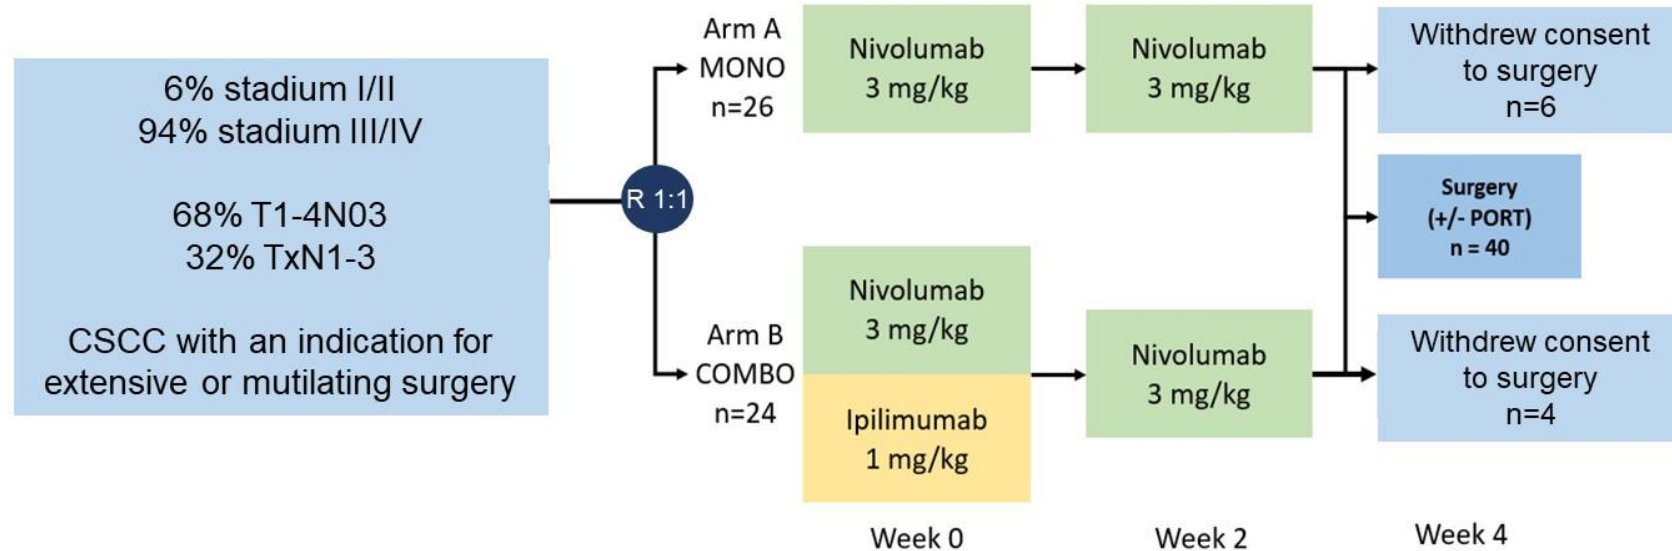 6% stadium I/II
94% stadium III/IV
68% T1-4N03
32% TxN1-3
CSCC with an indication for
extensive or mutilating surgery
R 1:1
Arm A
MONO
n=26
Nivolumab
3 mg/kg
Nivolumab
3 mg/kg
Withdrew consent
to surgery
n=6
Surgery
(+/- PORT)
n = 40
Arm B
COMBO
n=24
Nivolumab
3 mg/kg
Ipilimumab
1 mg/kg
Nivolumab
3 mg/kg
Withdrew consent
to surgery
n=4
Week 0
Week 2
Week 4